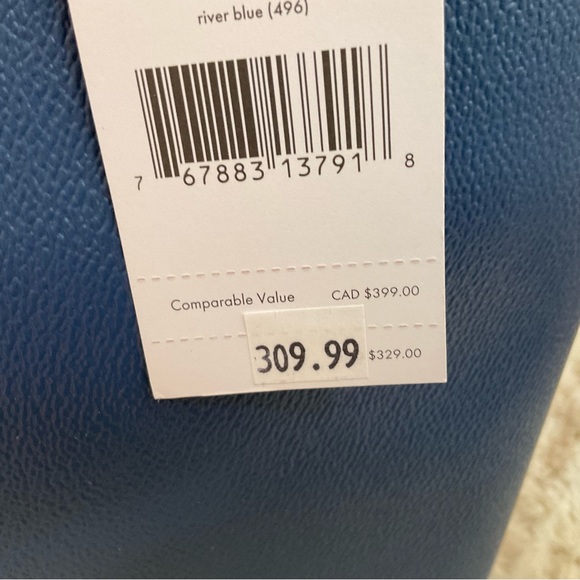 river blue (496)
7 67883 13791 8
Comparable Value CAD $399.00
309.99 $329.00